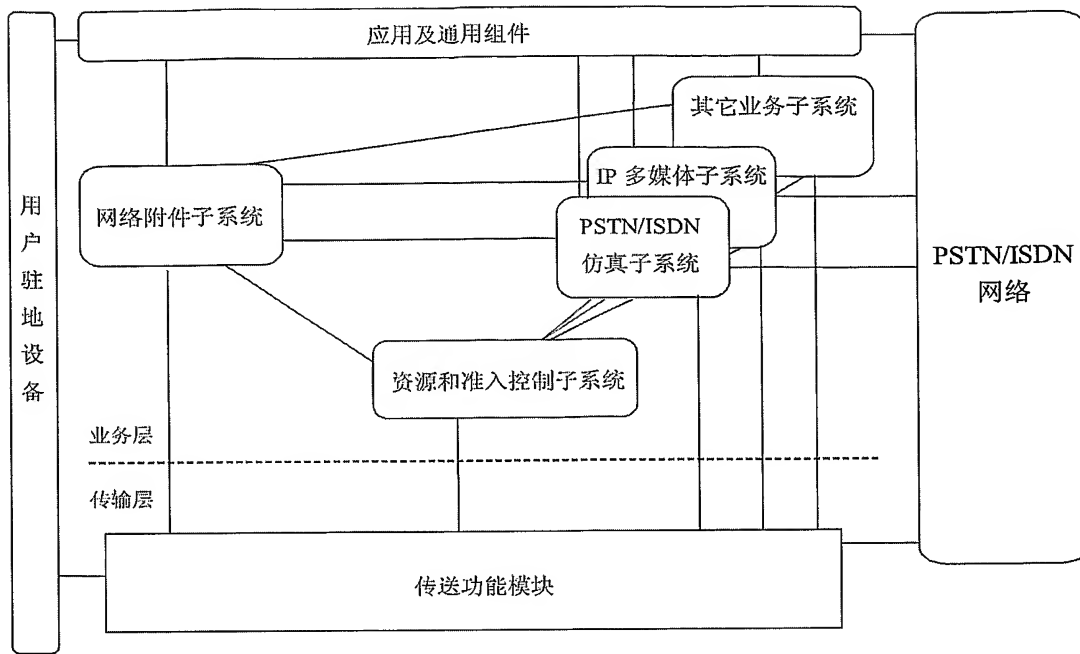 应用及通用组件
其它业务子系统
IP 多媒体子系统
网络附件子系统
PSTN/ISDN
仿真子系统
PSTN/ISDN
网络
用户驻地设备
资源和准入控制子系统
业务层
传输层
传送功能模块